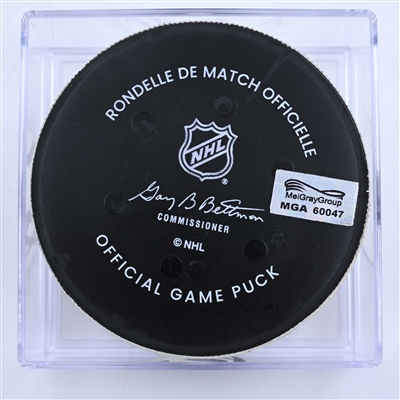 RONDELLE DE MATCH OFFICIELLE
NHL
®
Gary B Bettman
COMMISSIONER
© NHL
OFFICIAL GAME PUCK
MeiGrayGroup
MGA 60047